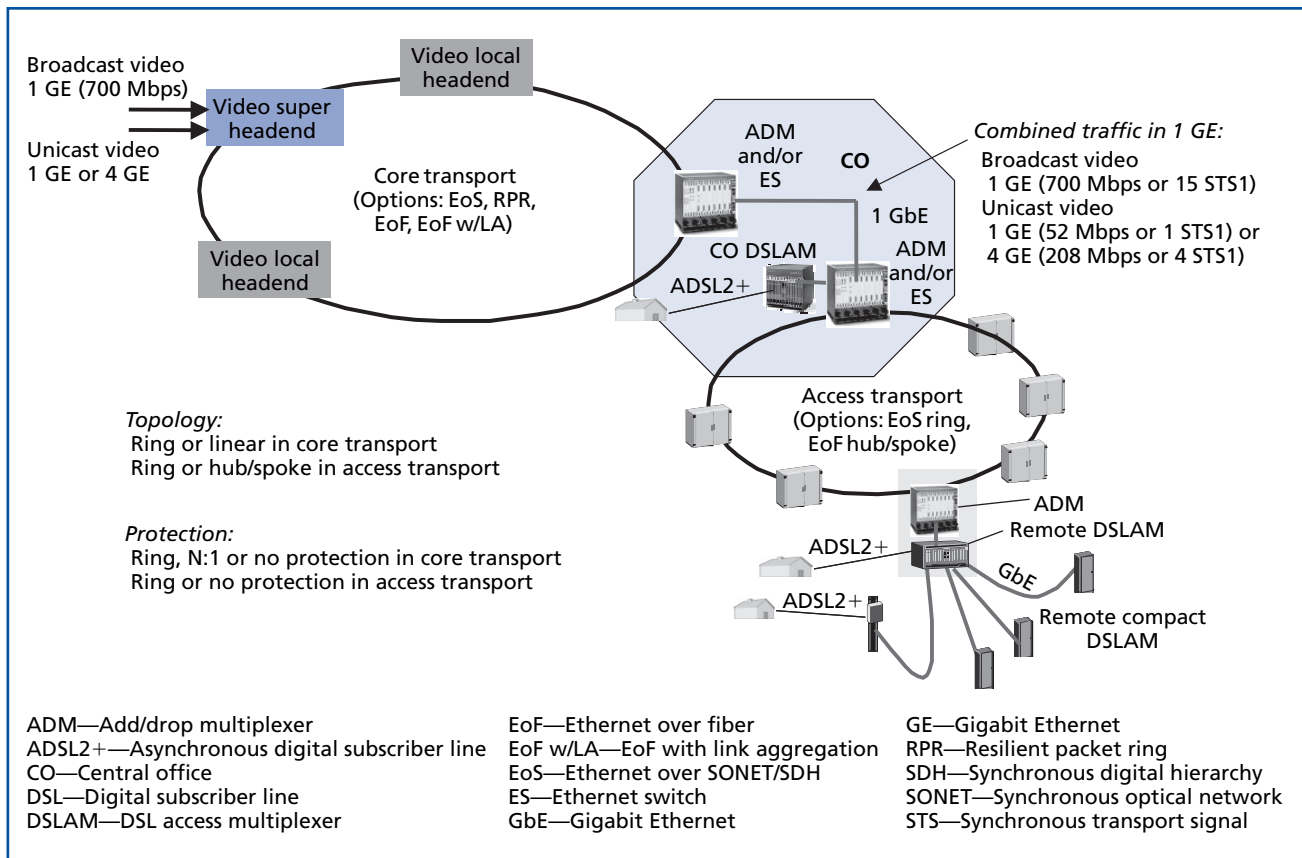 Broadcast video
1 GE (700 Mbps)
Unicast video
1 GE or 4 GE
Video super
headend
Video local
headend
Core transport
(Options: EoS, RPR,
EoF, EoF w/LA)
Video local
headend
ADM
and/or
ES
CO
1 GbE
CO DSLAM
ADM
and/or
ES
ADSL2+
Combined traffic in 1 GE:
Broadcast video
1 GE (700 Mbps or 15 STS1)
Unicast video
1 GE (52 Mbps or 1 STS1) or
4 GE (208 Mbps or 4 STS1)
Access transport
(Options: EoS ring,
EoF hub/spoke)
Topology:
Ring or linear in core transport
Ring or hub/spoke in access transport
Protection:
Ring, N:1 or no protection in core transport
Ring or no protection in access transport
ADM
Remote DSLAM
ADSL2+
GbE
ADSL2+
Remote compact
DSLAM
ADM—Add/drop multiplexer
ADSL2+—Asynchronous digital subscriber line
CO—Central office
DSL—Digital subscriber line
DSLAM—DSL access multiplexer
EoF—Ethernet over fiber
EoF w/LA—EoF with link aggregation
EoS—Ethernet over SONET/SDH
ES—Ethernet switch
GbE—Gigabit Ethernet
GE—Gigabit Ethernet
RPR—Resilient packet ring
SDH—Synchronous digital hierarchy
SONET—Synchronous optical network
STS—Synchronous transport signal